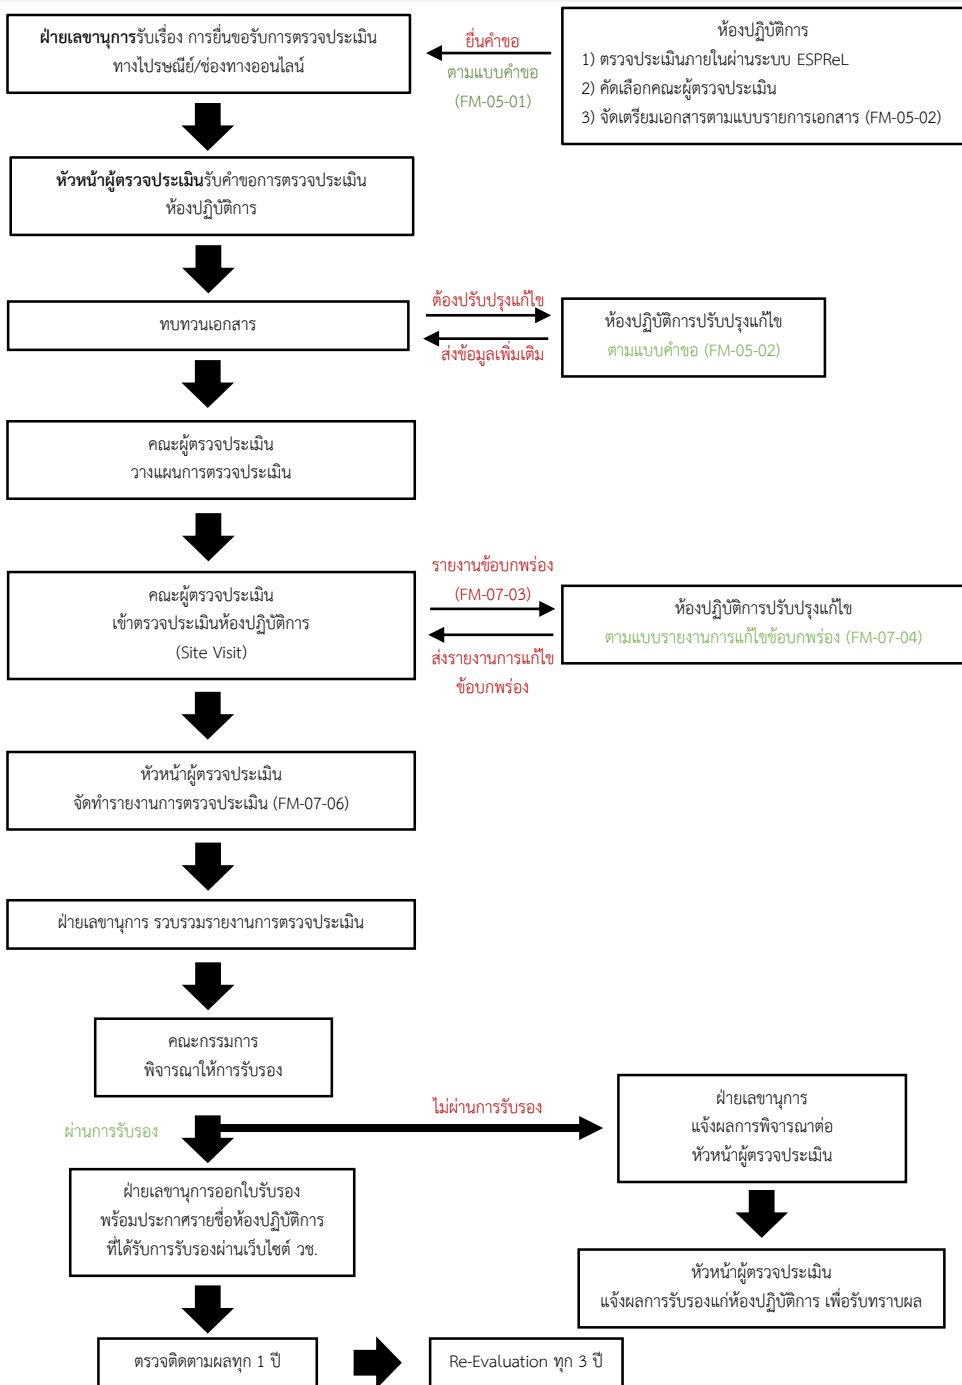 ฝ่ายเลขานุการรับเรื่อง การยื่นขอรับการตรวจประเมิน
ทางไปรษณีย์/ช่องทางออนไลน์
ยื่นคำขอ
ตามแบบคำขอ
(FM-05-01)
ห้องปฏิบัติการ
1) ตรวจประเมินภายในผ่านระบบ ESPReL
2) คัดเลือกคณะผู้ตรวจประเมิน
3) จัดเตรียมเอกสารตามแบบรายการเอกสาร (FM-05-02)
หัวหน้าผู้ตรวจประเมินรับคำขอการตรวจประเมิน
ห้องปฏิบัติการ
ทบทวนเอกสาร
ต้องปรับปรุงแก้ไข
ส่งข้อมูลเพิ่มเติม
ห้องปฏิบัติการปรับปรุงแก้ไข
ตามแบบคำขอ (FM-05-02)
คณะผู้ตรวจประเมิน
วางแผนการตรวจประเมิน
คณะผู้ตรวจประเมิน
เข้าตรวจประเมินห้องปฏิบัติการ
(Site Visit)
รายงานข้อบกพร่อง
(FM-07-03)
ส่งรายงานการแก้ไข
ข้อบกพร่อง
ห้องปฏิบัติการปรับปรุงแก้ไข
ตามแบบรายงานการแก้ไขข้อบกพร่อง (FM-07-04)
หัวหน้าผู้ตรวจประเมิน
จัดทำรายงานการตรวจประเมิน (FM-07-06)
ฝ่ายเลขานุการ รวบรวมรายงานการตรวจประเมิน
คณะกรรมการ
พิจารณาให้การรับรอง
ผ่านการรับรอง
ไม่ผ่านการรับรอง
ฝ่ายเลขานุการ
แจ้งผลการพิจารณาต่อ
หัวหน้าผู้ตรวจประเมิน
ฝ่ายเลขานุการออกใบรับรอง
พร้อมประกาศรายชื่อห้องปฏิบัติการ
ที่ได้รับการรับรองผ่านเว็บไซต์ วช.
หัวหน้าผู้ตรวจประเมิน
แจ้งผลการรับรองแก่ห้องปฏิบัติการ เพื่อรับทราบผล
ตรวจติดตามผลทุก 1 ปี
Re-Evaluation ทุก 3 ปี